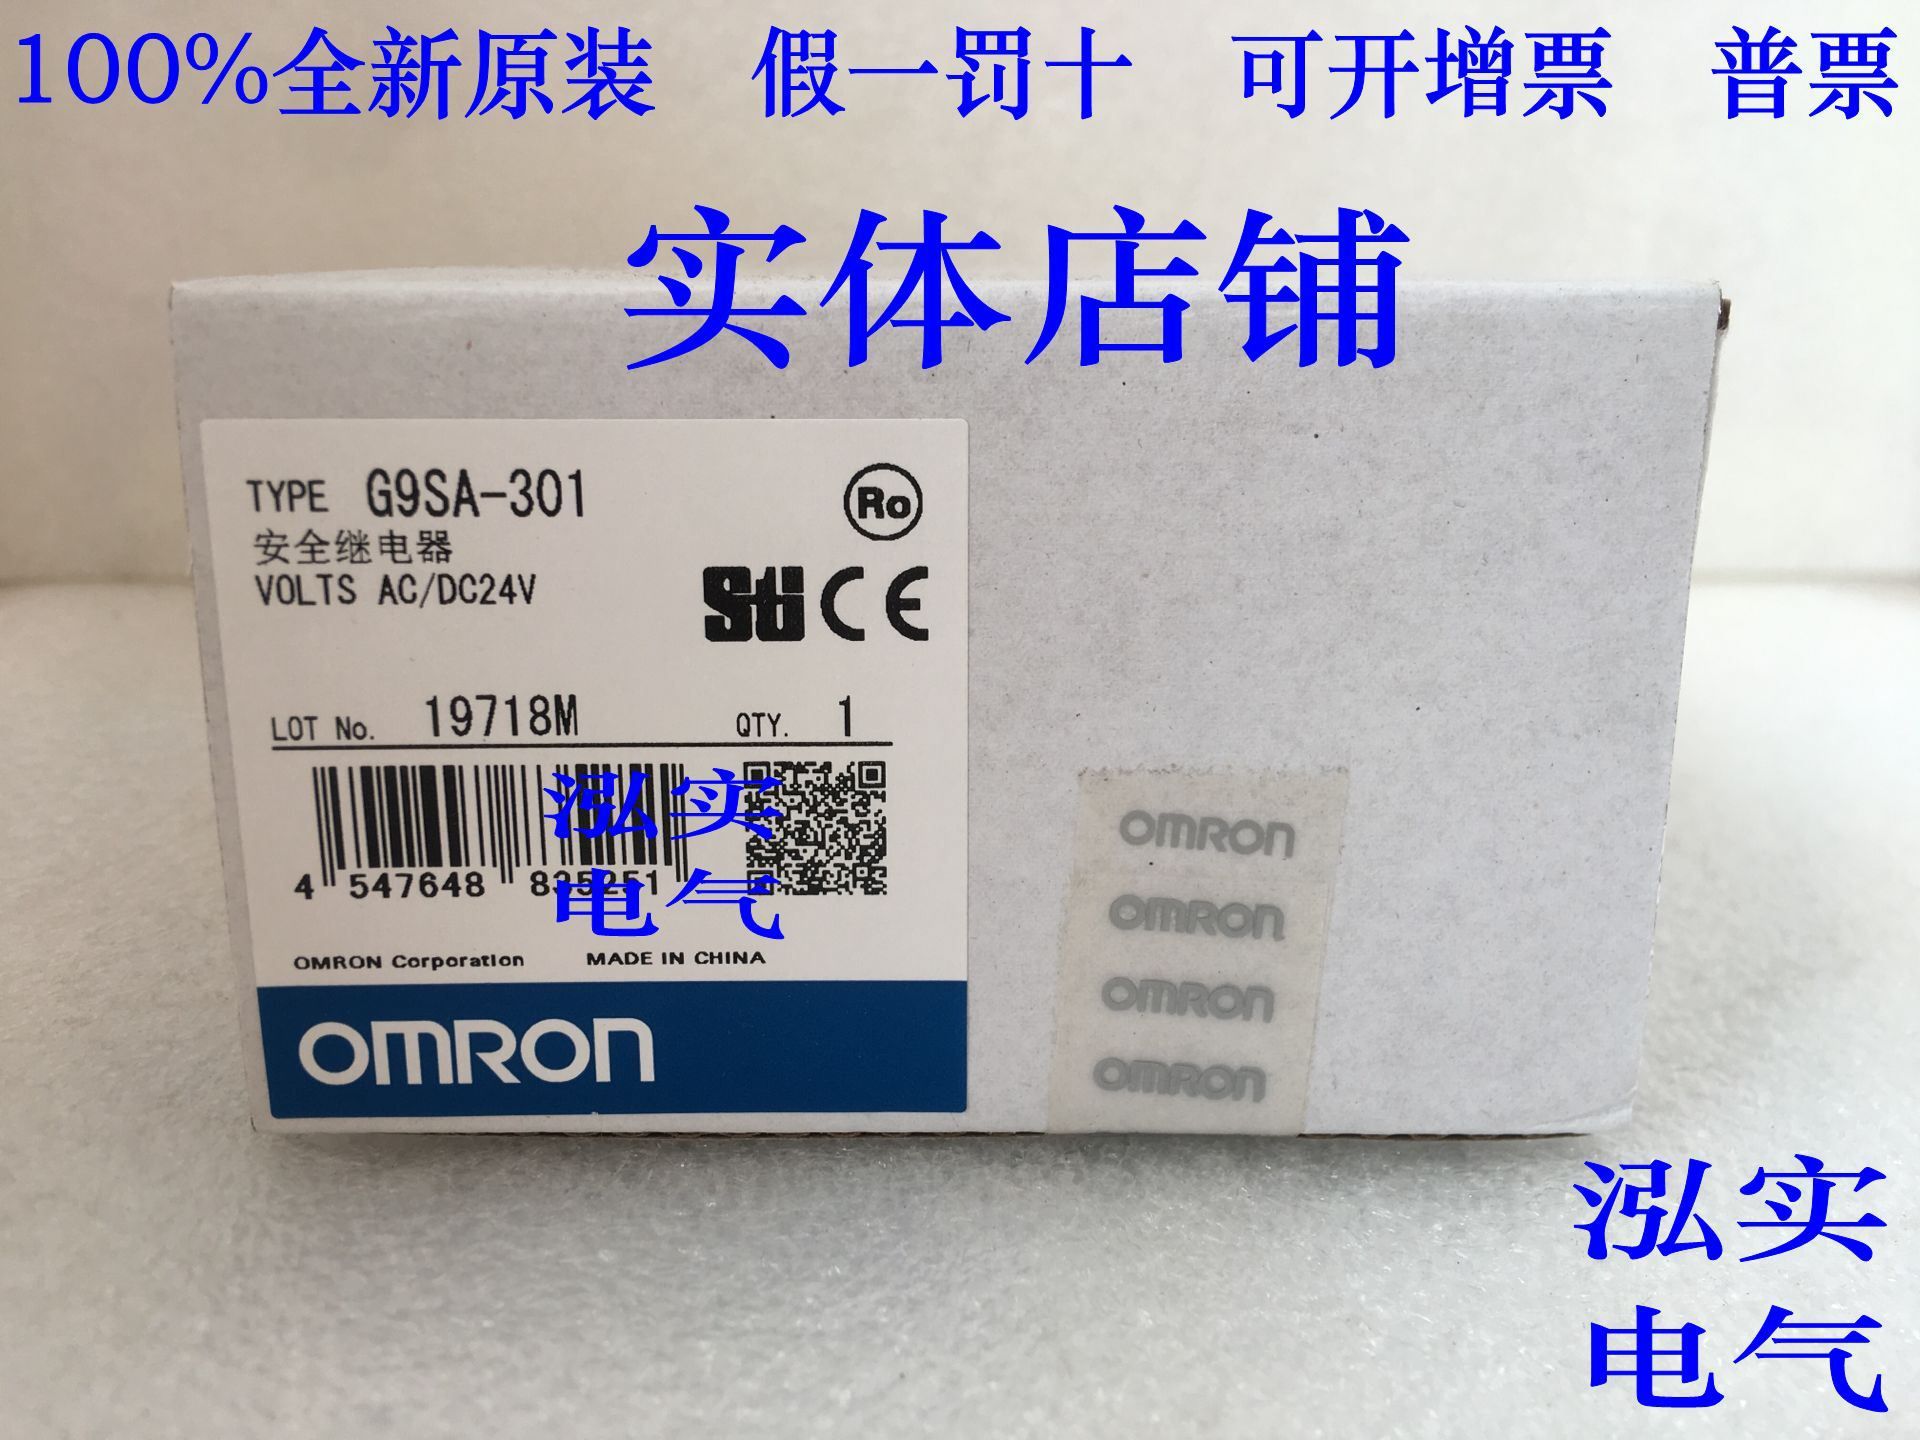 100%全新原装 假一罚十 可开增票 普票
实体店铺
TYPE G9SA-301
Ro
安全继电器
VOLTS AC/DC24V
Sti CE
LOT No. 19718M QTY. 1
泓实
4 547648 835251
电气
OMRON Corporation MADE IN CHINA
OMRON
OMRON
OMRON
OMRON
OMRON
泓实
电气